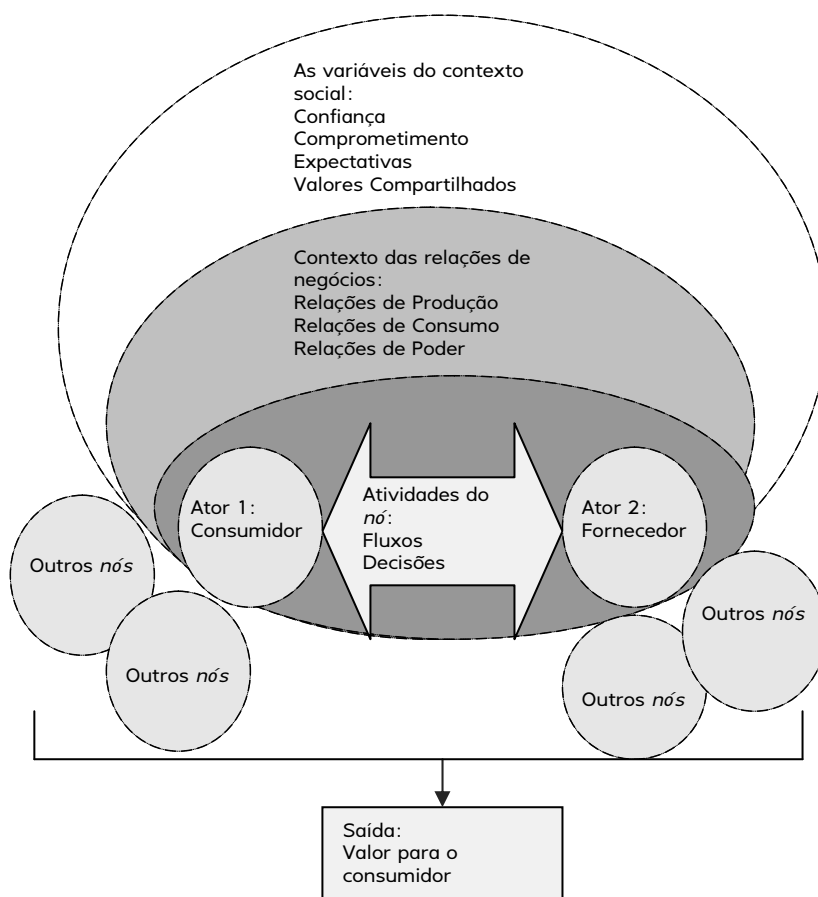 As variáveis do contexto
social:
Confiança
Comprometimento
Expectativas
Valores Compartilhados
Contexto das relações de
negócios:
Relações de Produção
Relações de Consumo
Relações de Poder
Ator 1:
Consumidor
Atividades do
nó:
Fluxos
Decisões
Ator 2:
Fornecedor
Outros nós
Outros nós
Outros nós
Outros nós
Saída:
Valor para o
consumidor